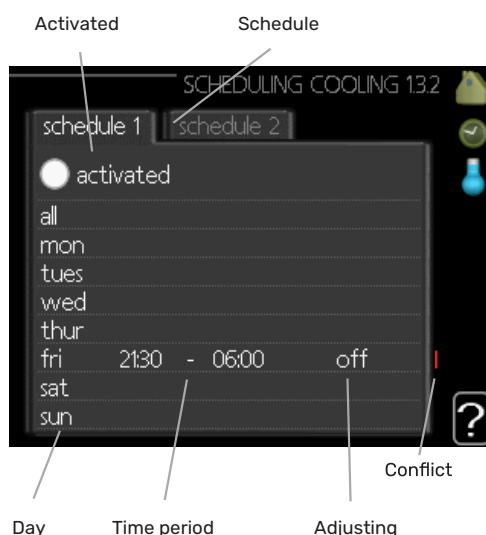 Activated Schedule
SCHEDULING COOLING 1.3.2
schedule 1 schedule 2
activated
all
mon
tues
wed
thur
fri 21:30 - 06:00 off
sat
sun
?
Conflict
Day Time period Adjusting